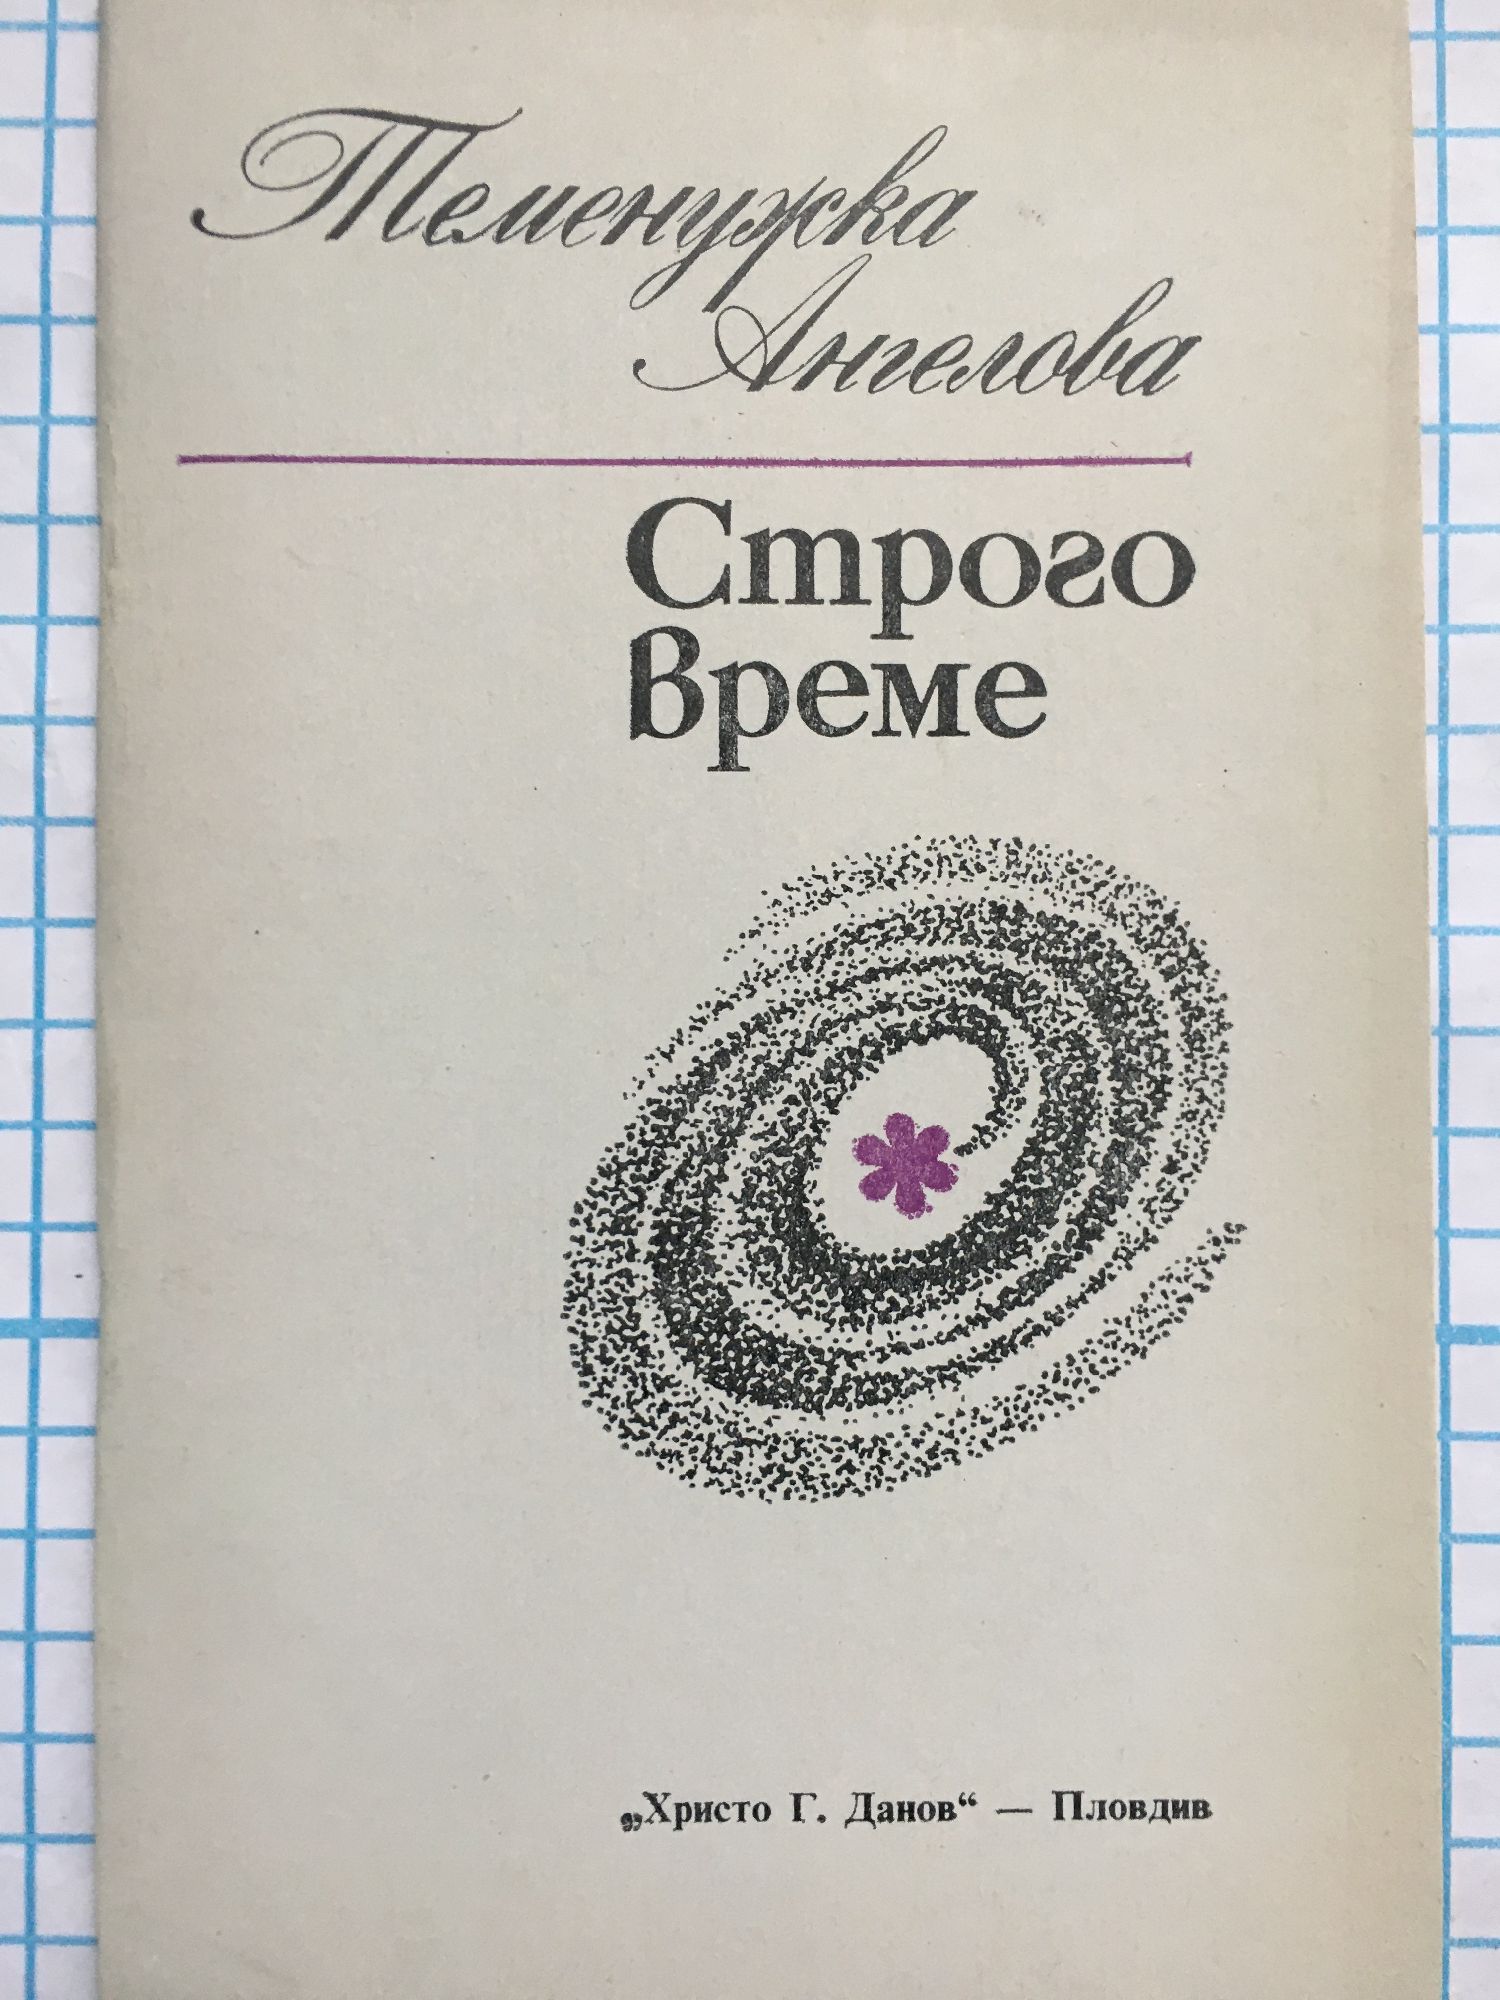 Теменужка
Ангелова
Строго
време
„Христо Г. Данов“ — Пловдив